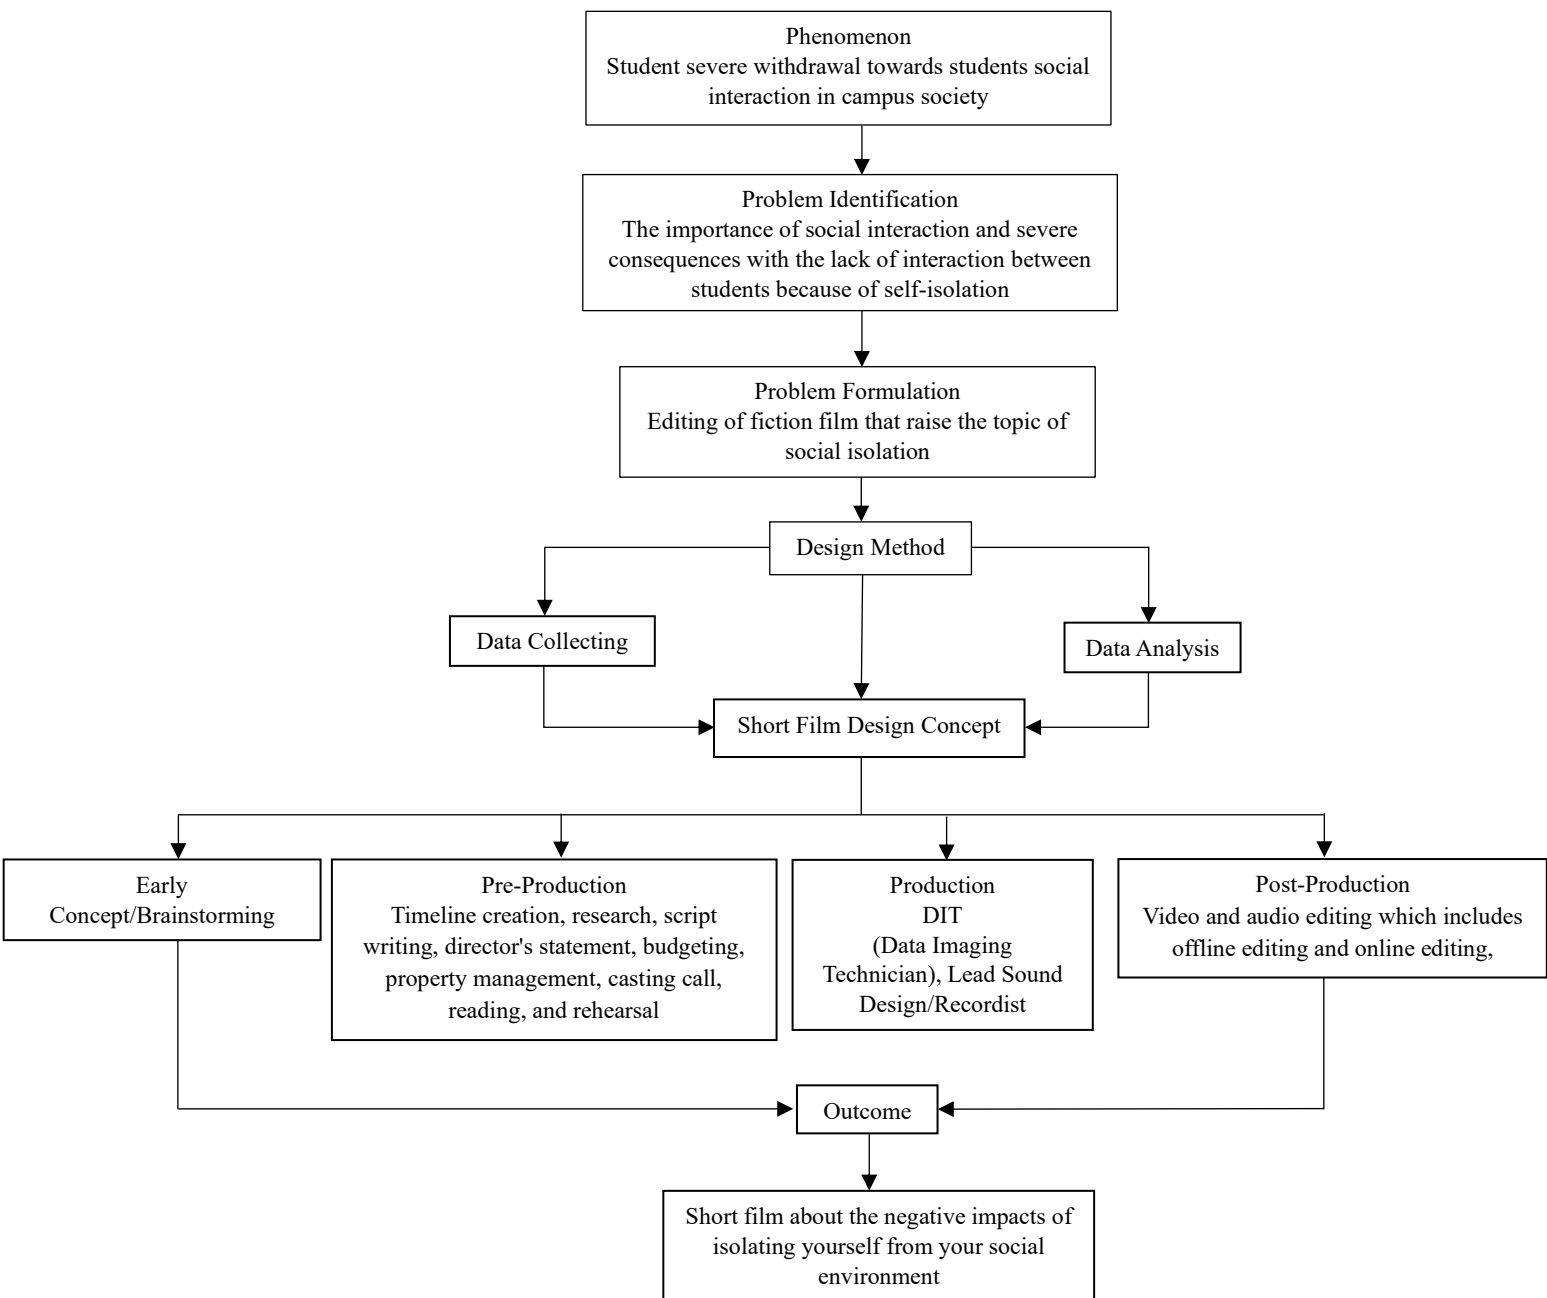 Phenomenon
Student severe withdrawal towards students social
interaction in campus society
Problem Identification
The importance of social interaction and severe
consequences with the lack of interaction between
students because of self-isolation
Problem Formulation
Editing of fiction film that raise the topic of
social isolation
Design Method
Data Collecting
Data Analysis
Short Film Design Concept
Early
Concept/Brainstorming
Pre-Production
Timeline creation, research, script
writing, director's statement, budgeting,
property management, casting call,
reading, and rehearsal
Production
DIT
(Data Imaging
Technician), Lead Sound
Design/Recordist
Post-Production
Video and audio editing which includes
offline editing and online editing,
Outcome
Short film about the negative impacts of
isolating yourself from your social
environment